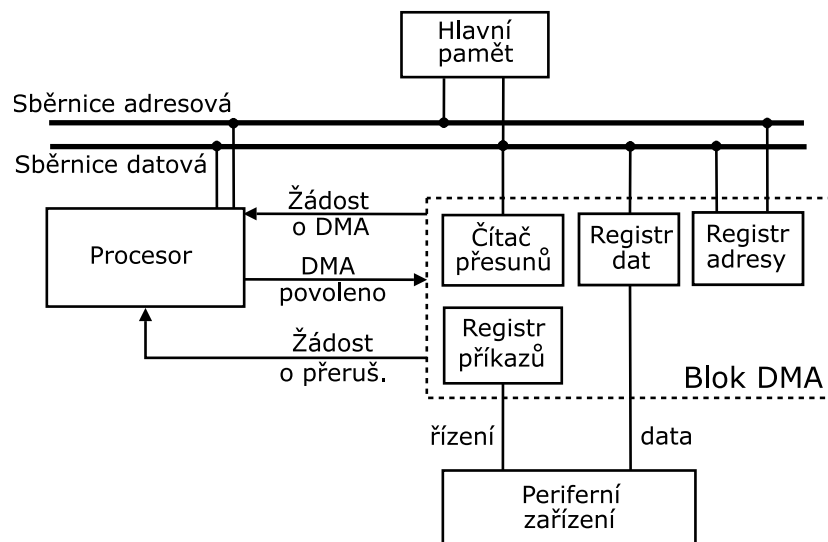 Hlavní
pamět
Sběrnice adresová
Sběrnice datová
Žádost
o DMA
Procesor
DMA
povoleno
Žádost
o přeruš.
Čítač
přesunů
Registr
dat
Registr
adresy
Registr
příkazů
Blok DMA
řízení
data
Periferní
zařízení